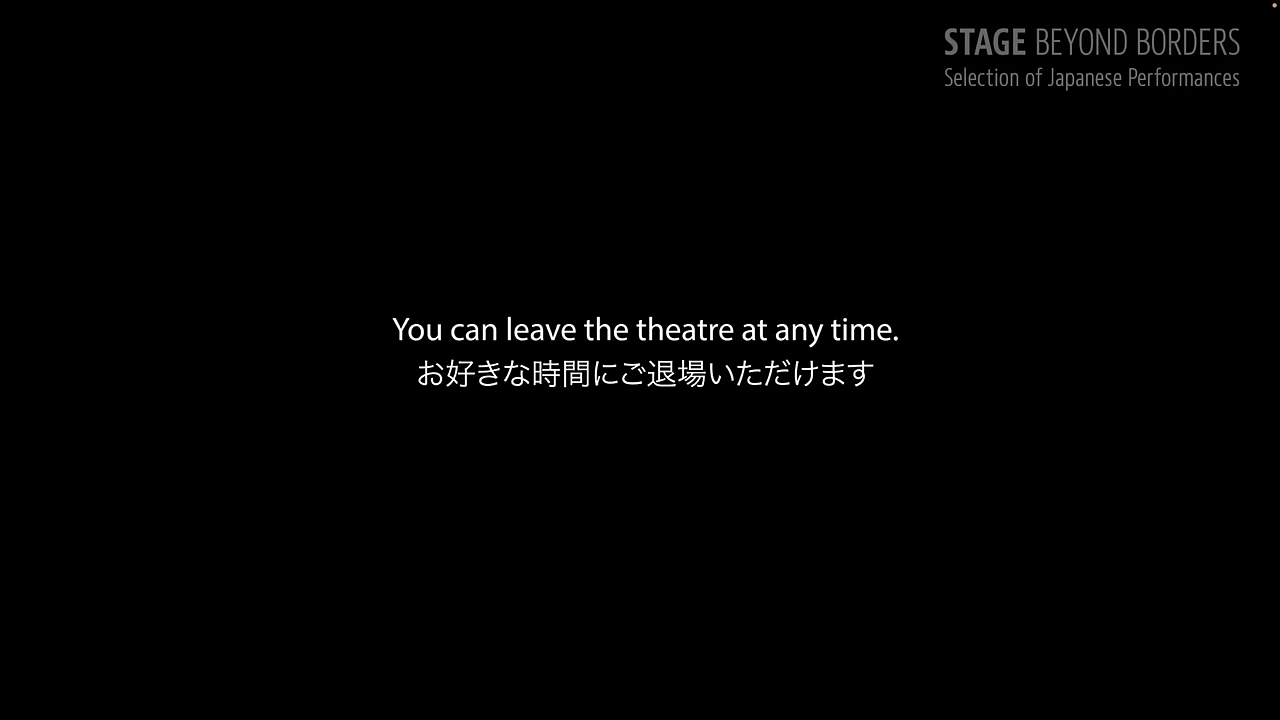 STAGE BEYOND BORDERS
Selection of Japanese Performances
You can leave the theatre at any time.
お好きな時間にご退場いただけます